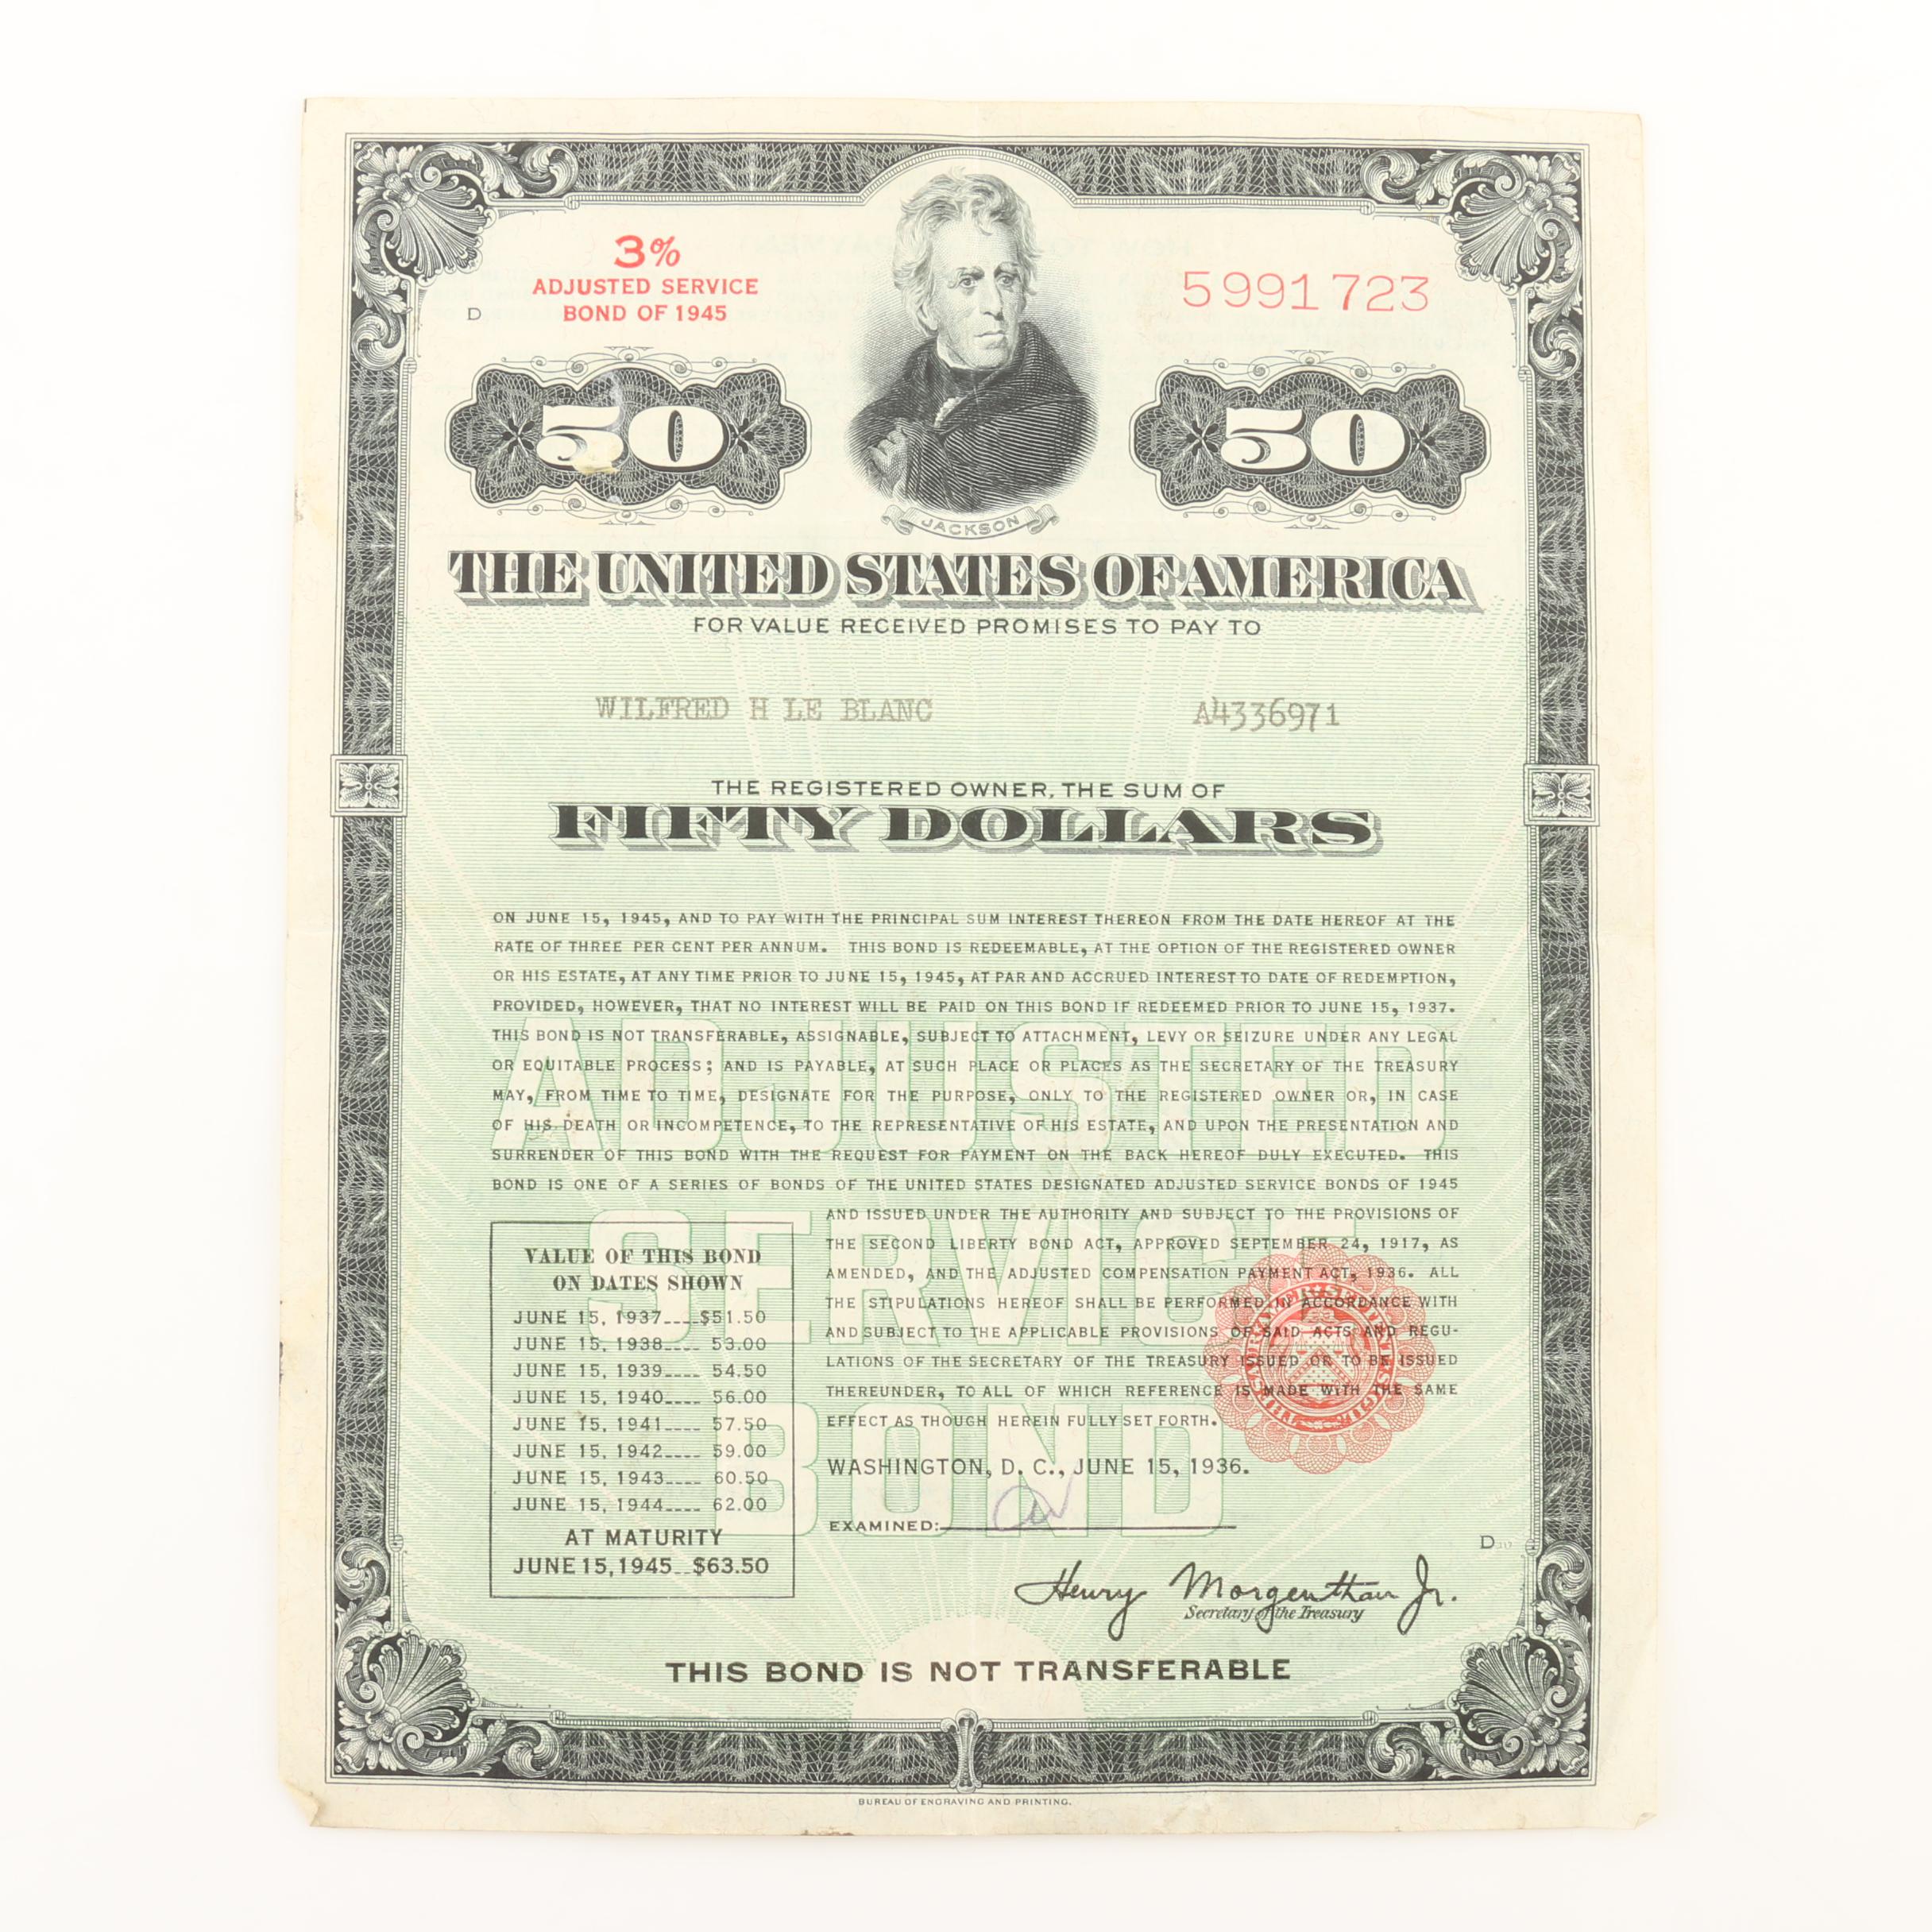 3%
ADJUSTED SERVICE
BOND OF 1945
D
5991723
50
50
JACKSON
THE UNITED STATES OF AMERICA
FOR VALUE RECEIVED PROMISES TO PAY TO
WILFRED H LE BLANC A4336971
THE REGISTERED OWNER, THE SUM OF
FIFTY DOLLARS
ON JUNE 15, 1945, AND TO PAY WITH THE PRINCIPAL SUM INTEREST THEREON FROM THE DATE HEREOF AT THE
RATE OF THREE PER CENT PER ANNUM. THIS BOND IS REDEEMABLE, AT THE OPTION OF THE REGISTERED OWNER
OR HIS ESTATE, AT ANY TIME PRIOR TO JUNE 15, 1945, AT PAR AND ACCRUED INTEREST TO DATE OF REDEMPTION,
PROVIDED, HOWEVER, THAT NO INTEREST WILL BE PAID ON THIS BOND IF REDEEMED PRIOR TO JUNE 15, 1937.
THIS BOND IS NOT TRANSFERABLE, ASSIGNABLE, SUBJECT TO ATTACHMENT, LEVY OR SEIZURE UNDER ANY LEGAL
OR EQUITABLE PROCESS; AND IS PAYABLE, AT SUCH PLACE OR PLACES AS THE SECRETARY OF THE TREASURY
MAY, FROM TIME TO TIME, DESIGNATE FOR THE PURPOSE, ONLY TO THE REGISTERED OWNER OR, IN CASE
OF HIS DEATH OR INCOMPETENCE, TO THE REPRESENTATIVE OF HIS ESTATE, AND UPON THE PRESENTATION AND
SURRENDER OF THIS BOND WITH THE REQUEST FOR PAYMENT ON THE BACK HEREOF DULY EXECUTED. THIS
BOND IS ONE OF A SERIES OF BONDS OF THE UNITED STATES DESIGNATED ADJUSTED SERVICE BONDS OF 1945
AND ISSUED UNDER THE AUTHORITY AND SUBJECT TO THE PROVISIONS OF
THE SECOND LIBERTY BOND ACT, APPROVED SEPTEMBER 24, 1917, AS
AMENDED, AND THE ADJUSTED COMPENSATION PAYMENT ACT, 1936. ALL
THE STIPULATIONS HEREOF SHALL BE PERFORMED IN ACCORDANCE WITH
AND SUBJECT TO THE APPLICABLE PROVISIONS OF SAID ACTS AND REGU-
LATIONS OF THE SECRETARY OF THE TREASURY ISSUED OR TO BE ISSUED
THEREUNDER, TO ALL OF WHICH REFERENCE IS MADE WITH THE SAME
EFFECT AS THOUGH HEREIN FULLY SET FORTH.
ADJUSTED
SERVICE
BOND
VALUE OF THIS BOND
ON DATES SHOWN
JUNE 15, 1937____$51.50
JUNE 15, 1938____ 53.00
JUNE 15, 1939____ 54.50
JUNE 15, 1940____ 56.00
JUNE 15, 1941____ 57.50
JUNE 15, 1942____ 59.00
JUNE 15, 1943____ 60.50
JUNE 15, 1944____ 62.00
AT MATURITY
JUNE 15, 1945__$63.50
WASHINGTON, D. C., JUNE 15, 1936.
EXAMINED:
D
Henry Morgenthau Jr.
Secretary of the Treasury
THIS BOND IS NOT TRANSFERABLE
BUREAU OF ENGRAVING AND PRINTING.